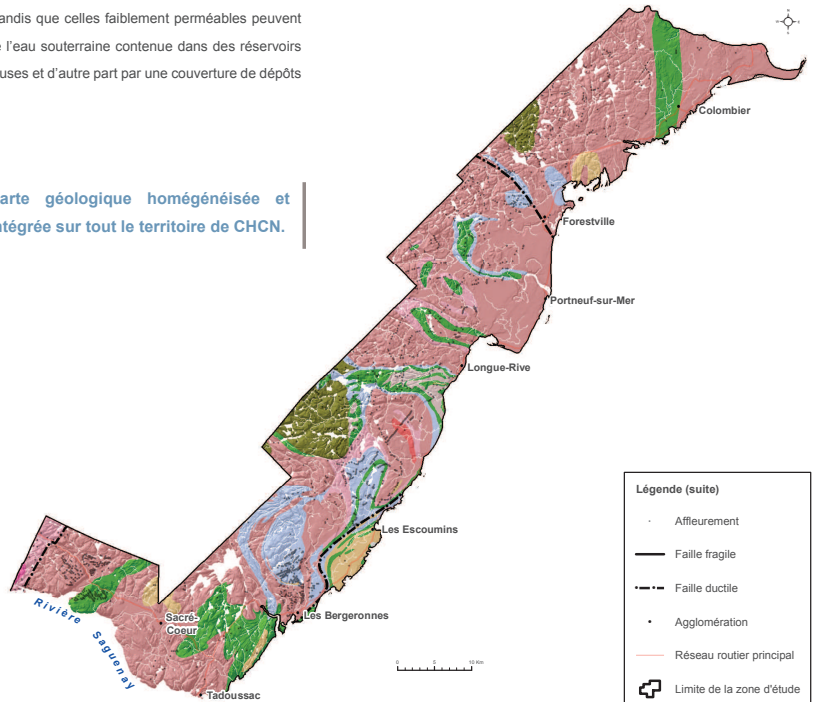 andis que celles faiblement perméables peuvent
l'eau souterraine contenue dans des réservoirs
uses et d'autre part par une couverture de dépôts
arte géologique homégénéisée et
ntégrée sur tout le territoire de CHCN.
Colombier
Forestville
Portneuf-sur-Mer
Longue-Rive
Les Escoumins
Les Bergeronnes
Sacré-
Coeur
Rivière Saguenay
Tadoussac
0 5 10 Km
Légende (suite)
Affleurement
Faille fragile
Faille ductile
Agglomération
Réseau routier principal
Limite de la zone d'étude